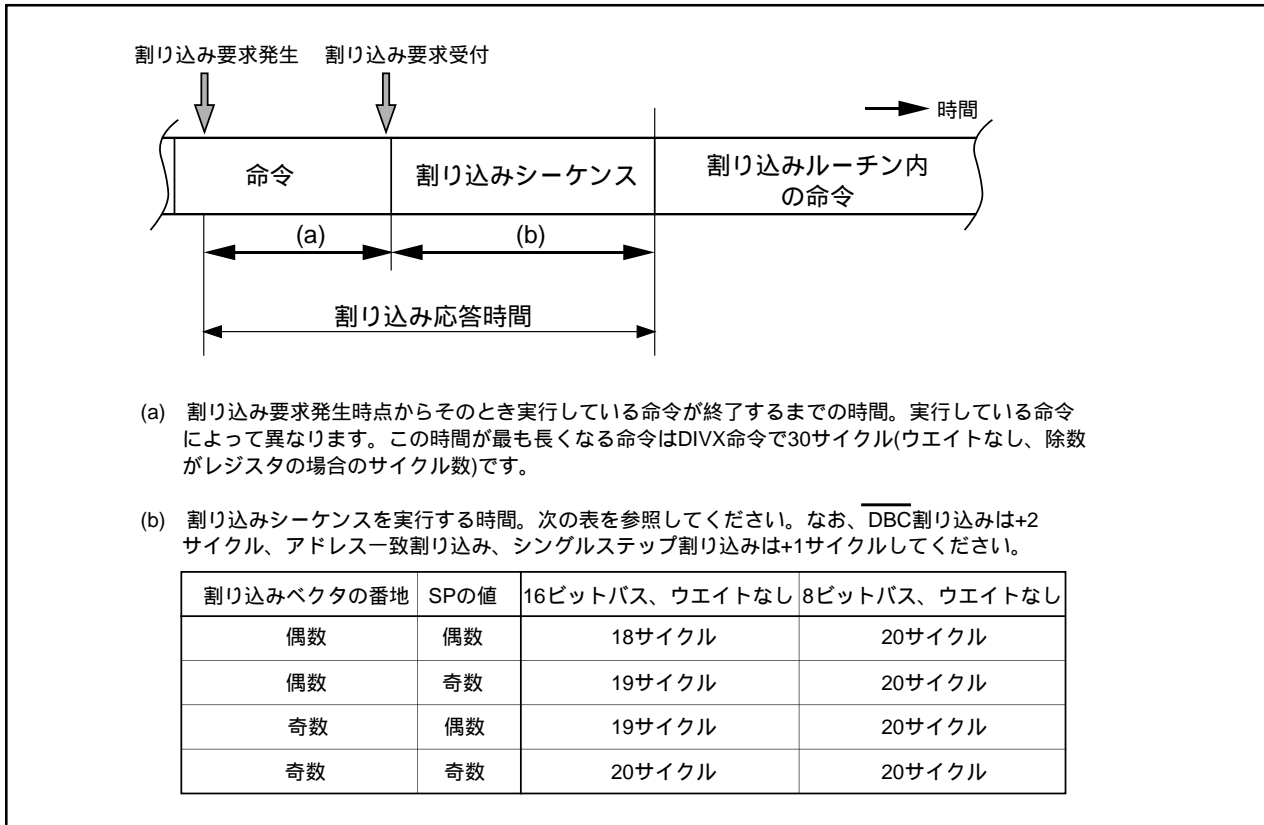 割り込み要求発生 割り込み要求受付
時間
命令 割り込みシーケンス 割り込みルーチン内
の命令
(a) (b)
割り込み応答時間
(a) 割り込み要求発生時点からそのとき実行している命令が終了するまでの時間。実行している命令
によって異なります。この時間が最も長くなる命令はDIVX命令で30サイクル(ウエイトなし、除数
がレジスタの場合のサイクル数)です。
(b) 割り込みシーケンスを実行する時間。次の表を参照してください。なお、DBC割り込みは+2
サイクル、アドレス一致割り込み、シングルステップ割り込みは+1サイクルしてください。
割り込みベクタの番地 SPの値 16ビットバス、ウエイトなし 8ビットバス、ウエイトなし
偶数 偶数 18サイクル 20サイクル
偶数 奇数 19サイクル 20サイクル
奇数 偶数 19サイクル 20サイクル
奇数 奇数 20サイクル 20サイクル